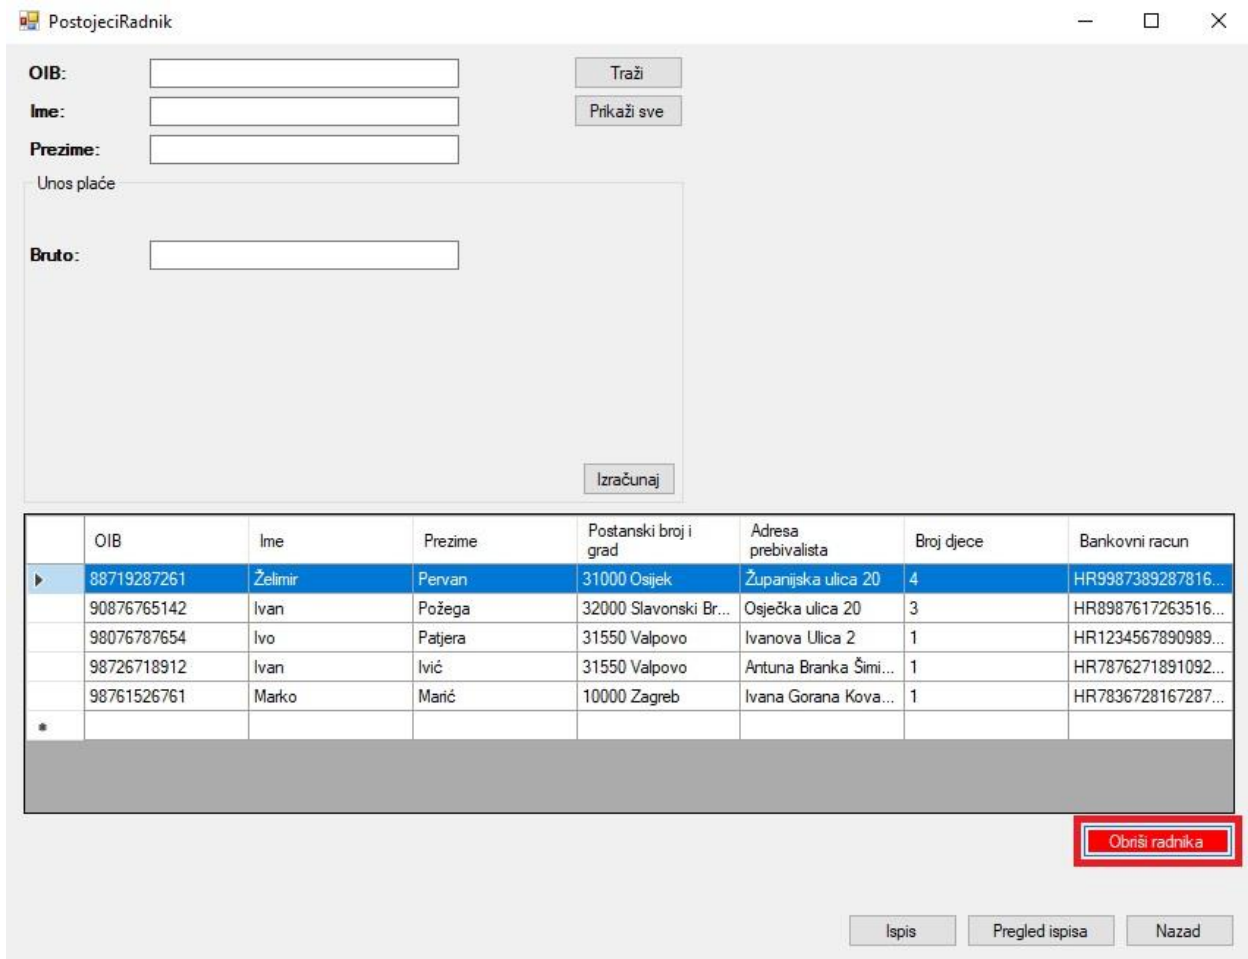 PostojeciRadnik
OIB:
Traži
Ime:
Prikaži sve
Prezime:
Unos plaće
Bruto:
Izračunaj
OIB Ime Prezime Postanski broj i grad Adresa prebivalista Broj djece Bankovni racun
88719287261 Želimir Pervan 31000 Osijek Županijska ulica 20 4 HR9987389287816...
90876765142 Ivan Požega 32000 Slavonski Br... Osječka ulica 20 3 HR8987617263516...
98076787654 Ivo Patjera 31550 Valpovo Ivanova Ulica 2 1 HR1234567890989...
98726718912 Ivan Ivić 31550 Valpovo Antuna Branka Šimi... 1 HR7876271891092...
98761526761 Marko Marić 10000 Zagreb Ivana Gorana Kova... 1 HR7836728167287...
Obriši radnika
Ispis Pregled ispisa Nazad